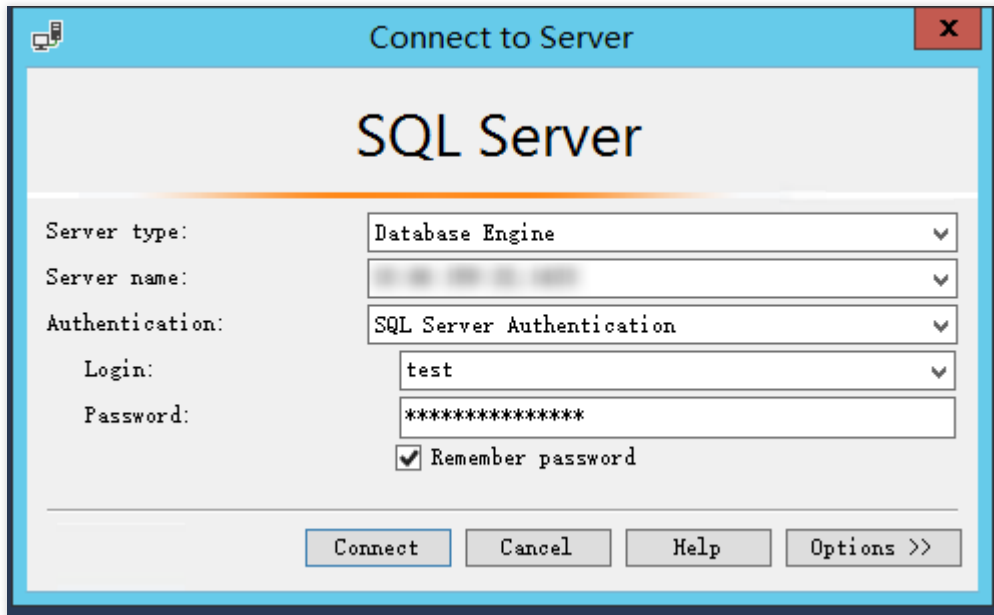 Connect to Server
x
SQL Server
Server type: Database Engine
Server name:
Authentication: SQL Server Authentication
Login: test
Password: ***************
Remember password
Connect Cancel Help Options >>